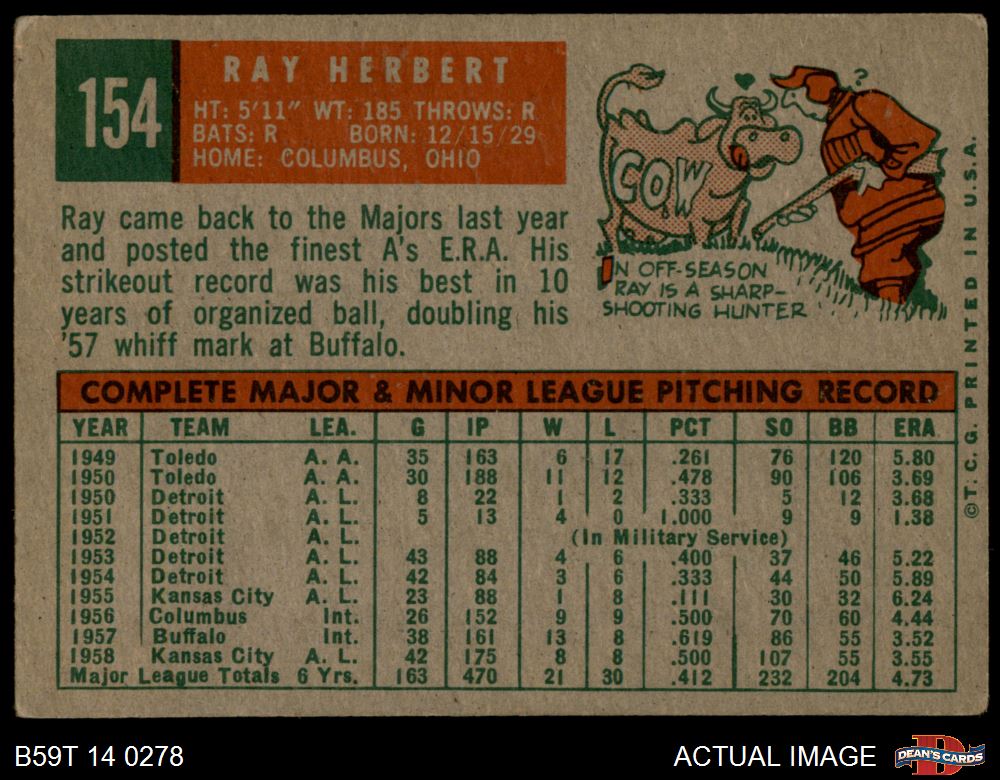 154
RAY HERBERT
HT: 5'11" WT: 185 THROWS: R
BATS: R BORN: 12/15/29
HOME: COLUMBUS, OHIO
Ray came back to the Majors last year
and posted the finest A's E.R.A. His
strikeout record was his best in 10
years of organized ball, doubling his
'57 whiff mark at Buffalo.
?
COW
IN OFF-SEASON
RAY IS A SHARP-
SHOOTING HUNTER
©T. C. G. PRINTED IN U.S.A.
COMPLETE MAJOR & MINOR LEAGUE PITCHING RECORD
YEAR TEAM LEA. G IP W L PCT SO BB ERA
1949 Toledo A. A. 35 163 6 17 .261 76 120 5.80
1950 Toledo A. A. 30 188 11 12 .478 90 106 3.69
1950 Detroit A. L. 8 22 1 2 .333 5 12 3.68
1951 Detroit A. L. 5 13 4 0 1.000 9 9 1.38
1952 Detroit A. L. (In Military Service)
1953 Detroit A. L. 43 88 4 6 .400 37 46 5.22
1954 Detroit A. L. 42 84 3 6 .333 44 50 5.89
1955 Kansas City A. L. 23 88 1 8 .111 30 32 6.24
1956 Columbus Int. 26 152 9 9 .500 70 60 4.44
1957 Buffalo Int. 38 161 13 8 .619 86 55 3.52
1958 Kansas City A. L. 42 175 8 8 .500 107 55 3.55
Major League Totals 6 Yrs. 163 470 21 30 .412 232 204 4.73
B59T 14 0278
ACTUAL IMAGE
D
DEAN'S CARDS